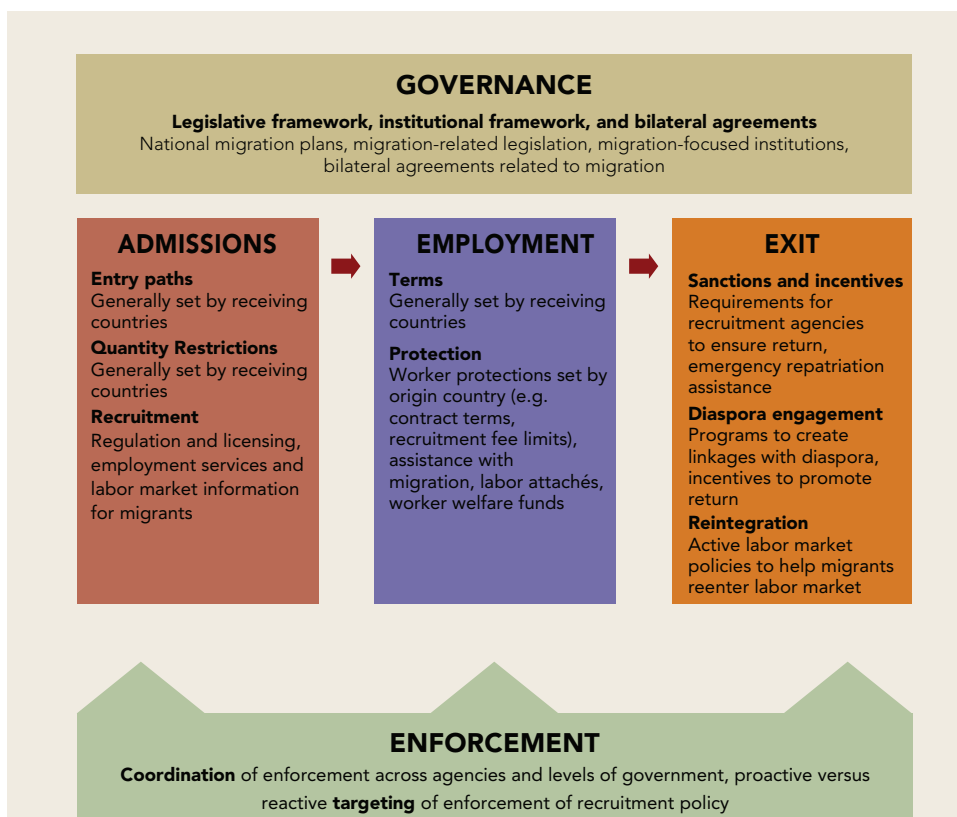 GOVERNANCE
Legislative framework, institutional framework, and bilateral agreements
National migration plans, migration-related legislation, migration-focused institutions,
bilateral agreements related to migration
ADMISSIONS
Entry paths
Generally set by receiving
countries
Quantity Restrictions
Generally set by receiving
countries
Recruitment
Regulation and licensing,
employment services and
labor market information
for migrants
EMPLOYMENT
Terms
Generally set by receiving
countries
Protection
Worker protections set by
origin country (e.g.
contract terms,
recruitment fee limits),
assistance with
migration, labor attachés,
worker welfare funds
EXIT
Sanctions and incentives
Requirements for
recruitment agencies
to ensure return,
emergency repatriation
assistance
Diaspora engagement
Programs to create
linkages with diaspora,
incentives to promote
return
Reintegration
Active labor market
policies to help migrants
reenter labor market
ENFORCEMENT
Coordination of enforcement across agencies and levels of government, proactive versus
reactive targeting of enforcement of recruitment policy